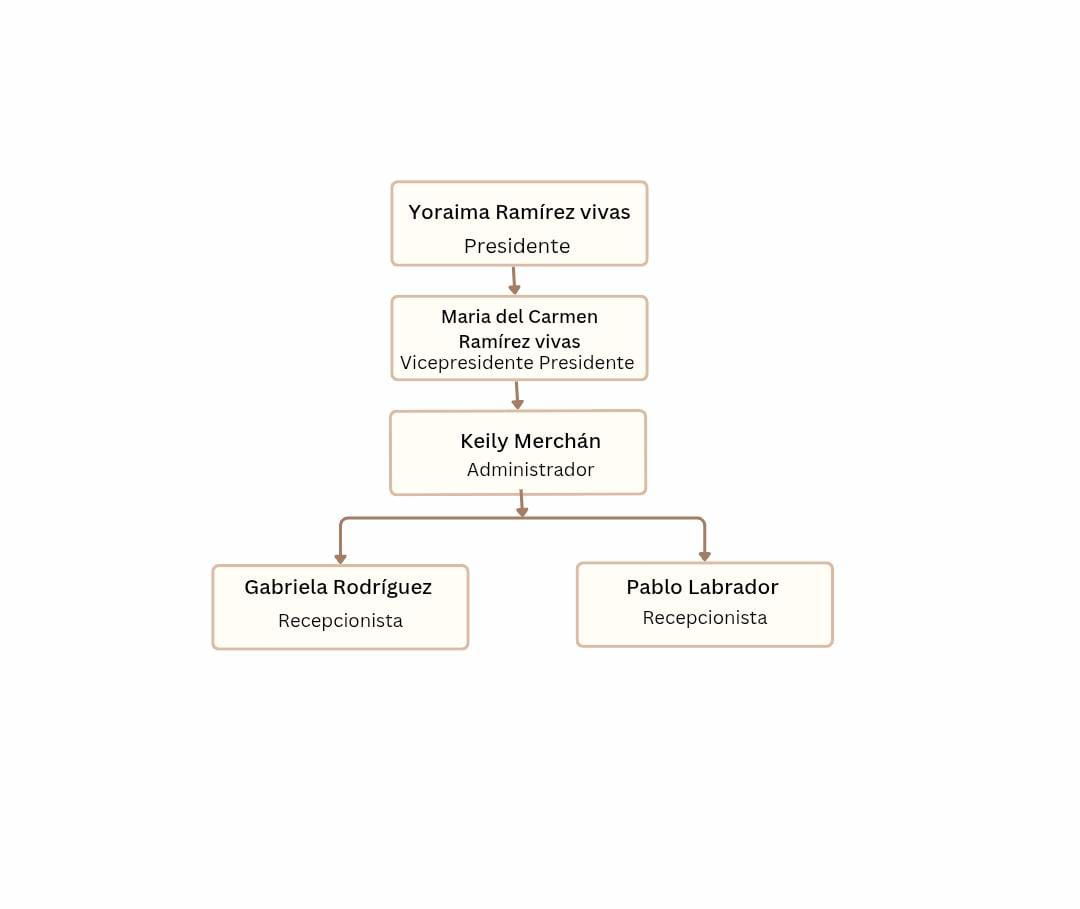 Yoraima Ramírez vivas
Presidente
Maria del Carmen
Ramírez vivas
Vicepresidente Presidente
Keily Merchán
Administrador
Gabriela Rodríguez
Recepcionista
Pablo Labrador
Recepcionista